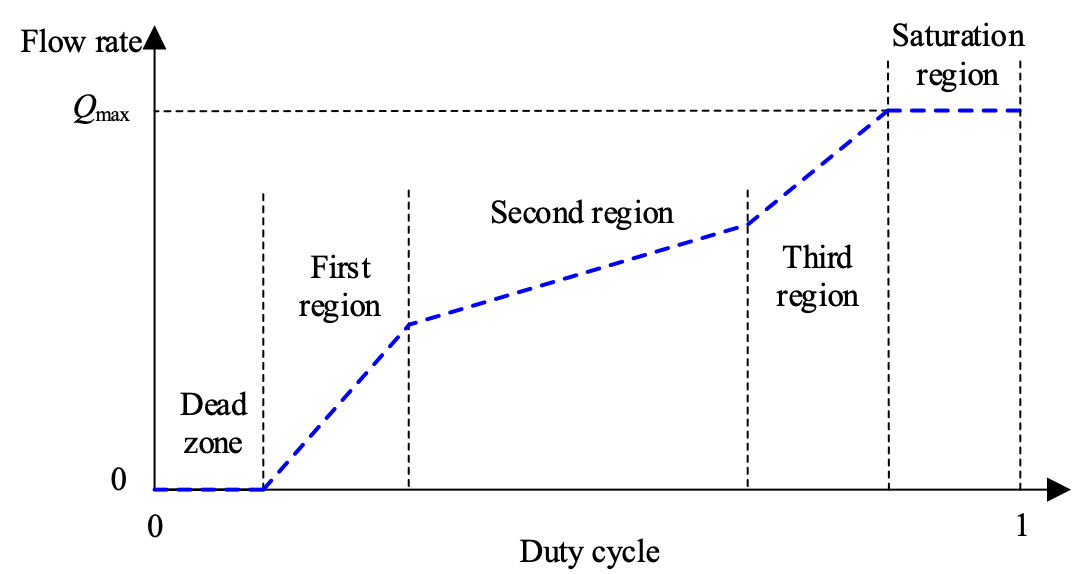 Flow rate
Saturation
region
Qmax
Second region
First
region
Third
region
Dead
zone
0
0
1
Duty cycle